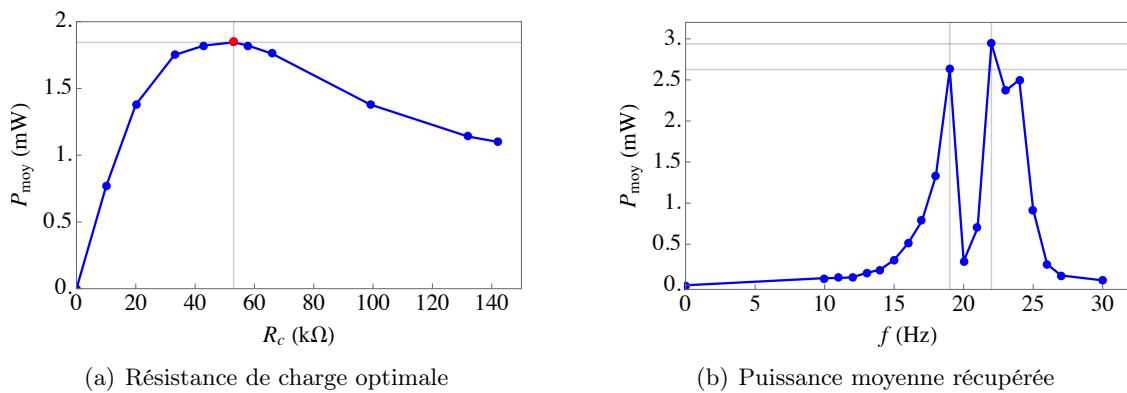 2.
1.5
1.
0.5
0.
P_moy (mW)
0 20 40 60 80 100 120 140
R_c (kΩ)
(a) Résistance de charge optimale
3.
2.5
2.
1.5
1.
0.5
0.
P_moy (mW)
0 5 10 15 20 25 30
f (Hz)
(b) Puissance moyenne récupérée